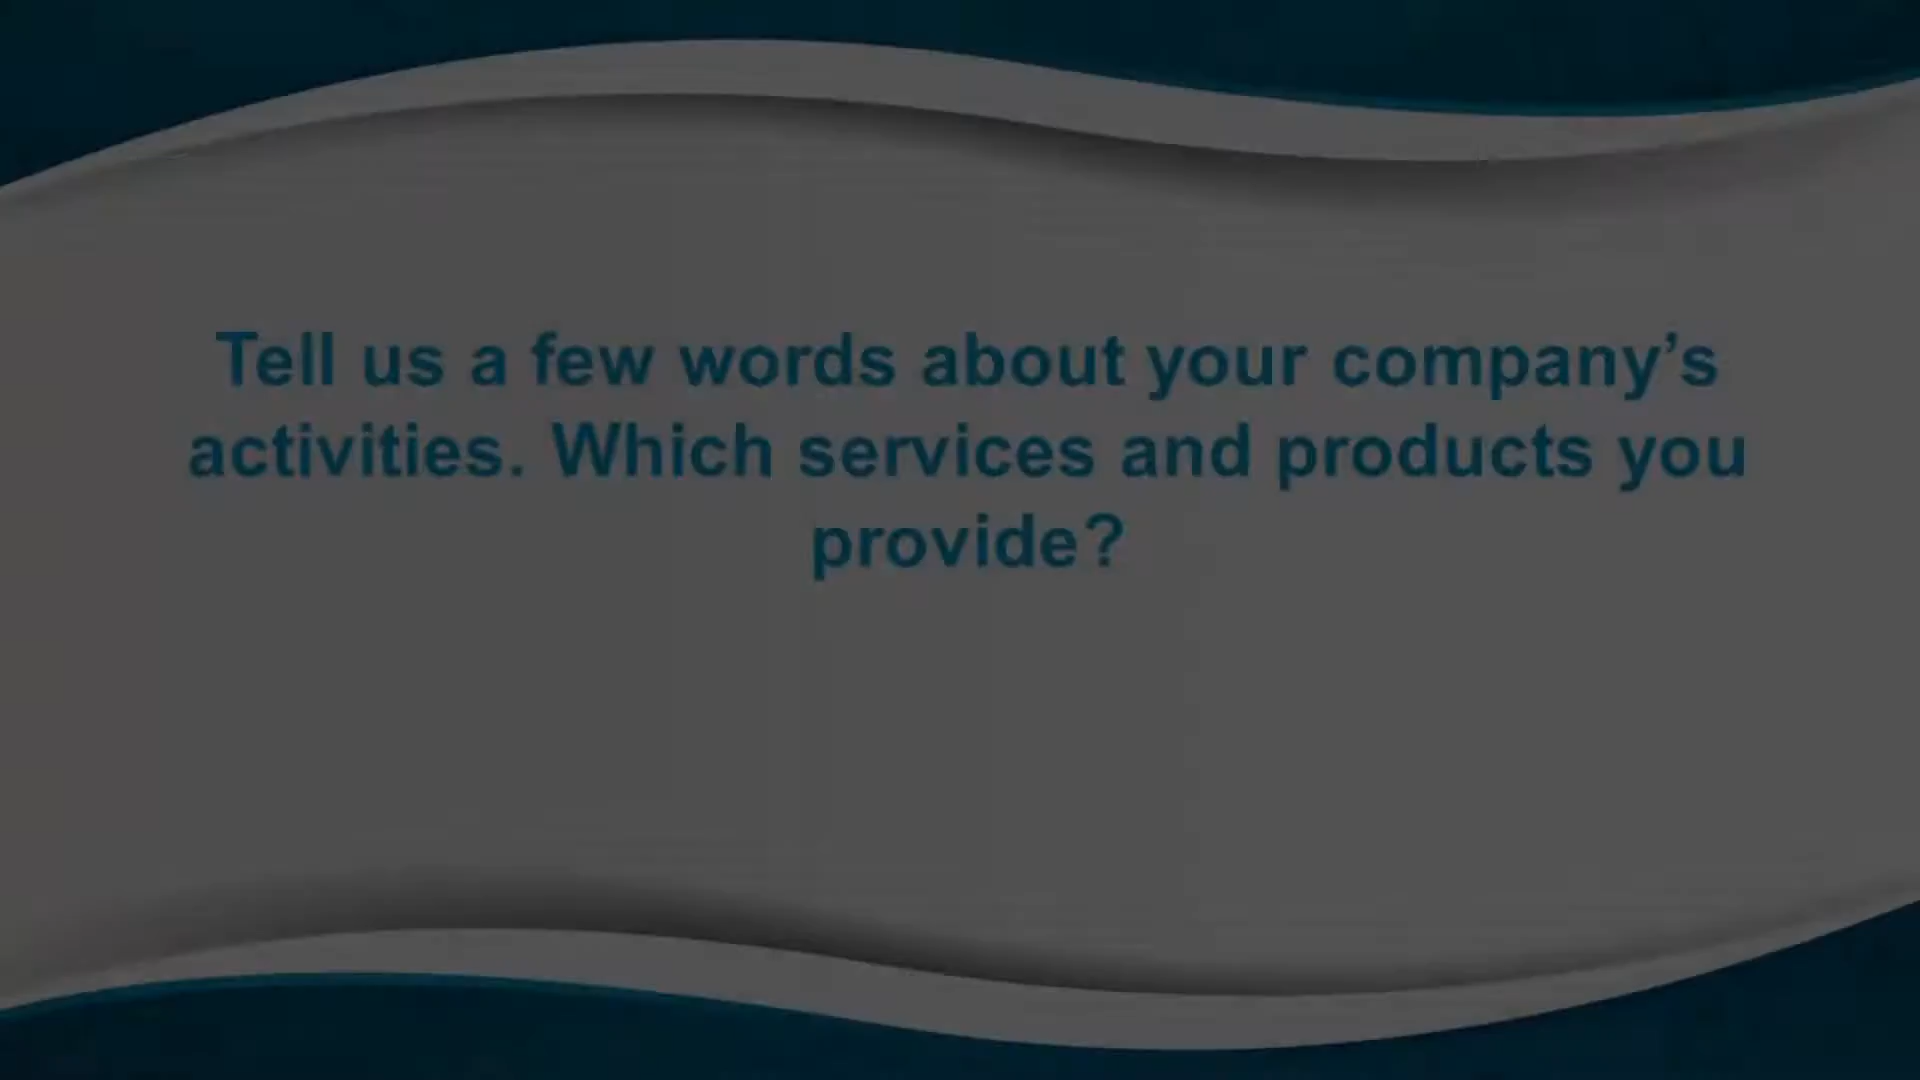 Tell us a few words about your company’s
activities. Which services and products you
provide?